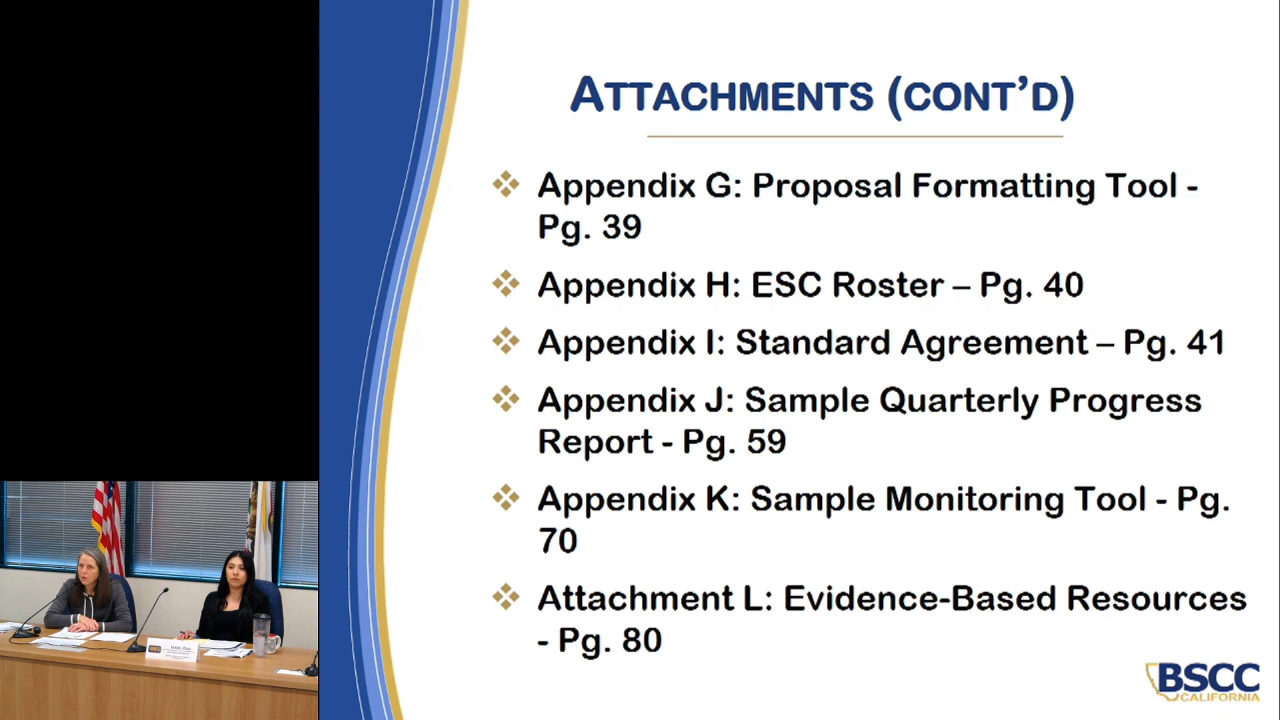 ATTACHMENTS (CONT'D)
❖ Appendix G: Proposal Formatting Tool -
Pg. 39
❖ Appendix H: ESC Roster – Pg. 40
❖ Appendix I: Standard Agreement – Pg. 41
❖ Appendix J: Sample Quarterly Progress
Report - Pg. 59
❖ Appendix K: Sample Monitoring Tool - Pg.
70
❖ Attachment L: Evidence-Based Resources
- Pg. 80
BSCC
CALIFORNIA